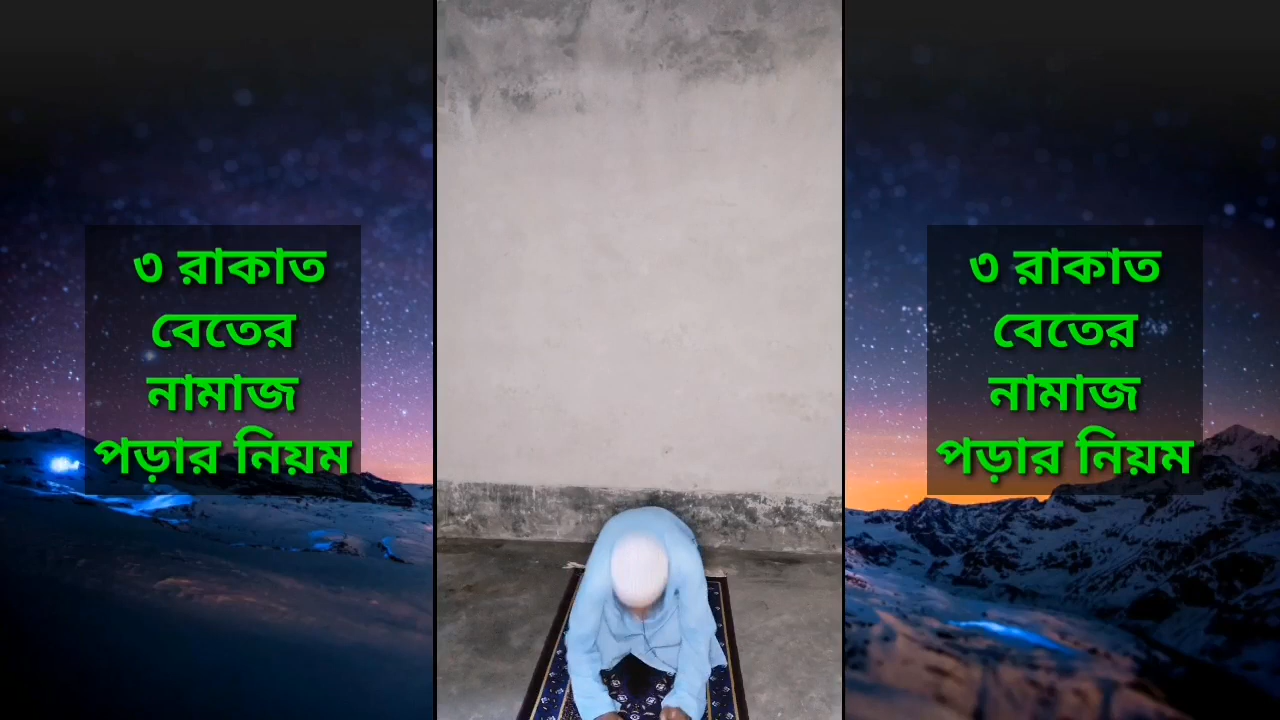 ৩ রাকাত
বেতের
নামাজ
পড়ার নিয়ম
৩ রাকাত
বেতের
নামাজ
পড়ার নিয়ম